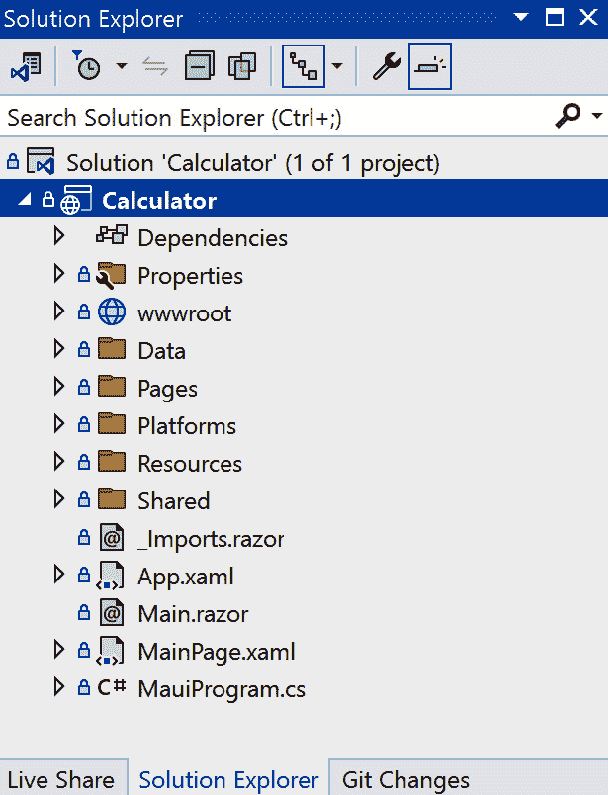 Solution Explorer
Search Solution Explorer (Ctrl+;)
Solution 'Calculator' (1 of 1 project)
Calculator
Dependencies
Properties
wwwroot
Data
Pages
Platforms
Resources
Shared
_Imports.razor
App.xaml
Main.razor
MainPage.xaml
C# MauiProgram.cs
Live Share Solution Explorer Git Changes